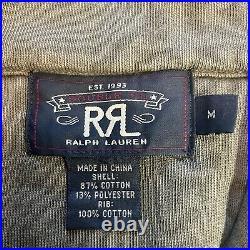 EST. 1993
RRL
RALPH LAUREN
M
MADE IN CHINA
SHELL:
87% COTTON
13% POLYESTER
RIB:
100% COTTON